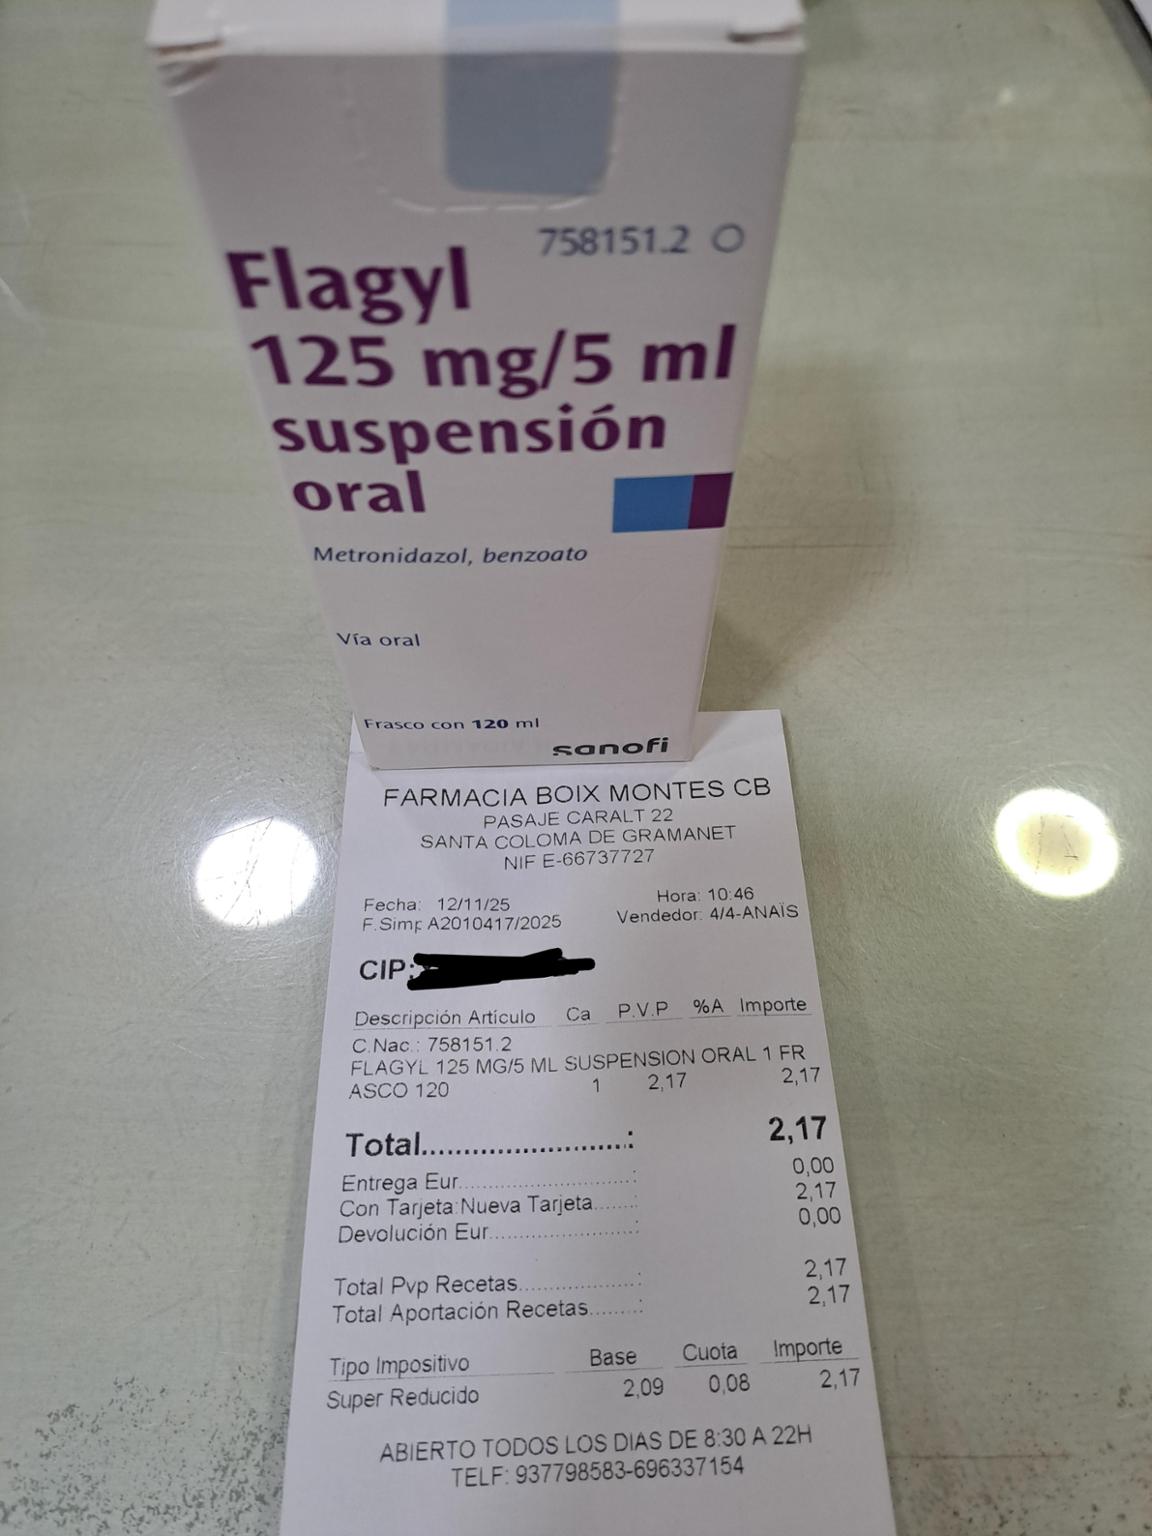 758151.2 O
Flagyl
125 mg/5 ml
suspensión
oral
Metronidazol, benzoato
Vía oral
Frasco con 120 ml
sanofi
FARMACIA BOIX MONTES CB
PASAJE CARALT 22
SANTA COLOMA DE GRAMANET
NIF E-66737727
Fecha: 12/11/25 Hora: 10:46
F.Simp A2010417/2025 Vendedor: 4/4-ANAÏS
CIP:
Descripción Artículo Ca P.V.P %A Importe
C.Nac.: 758151.2
FLAGYL 125 MG/5 ML SUSPENSION ORAL 1 FR
ASCO 120 1 2,17 2,17
Total........................: 2,17
Entrega Eur........................: 0,00
Con Tarjeta:Nueva Tarjeta.......: 2,17
Devolución Eur.....................: 0,00
Total Pvp Recetas................: 2,17
Total Aportación Recetas.......: 2,17
Tipo Impositivo Base Cuota Importe
Super Reducido 2,09 0,08 2,17
ABIERTO TODOS LOS DIAS DE 8:30 A 22H
TELF: 937798583-696337154